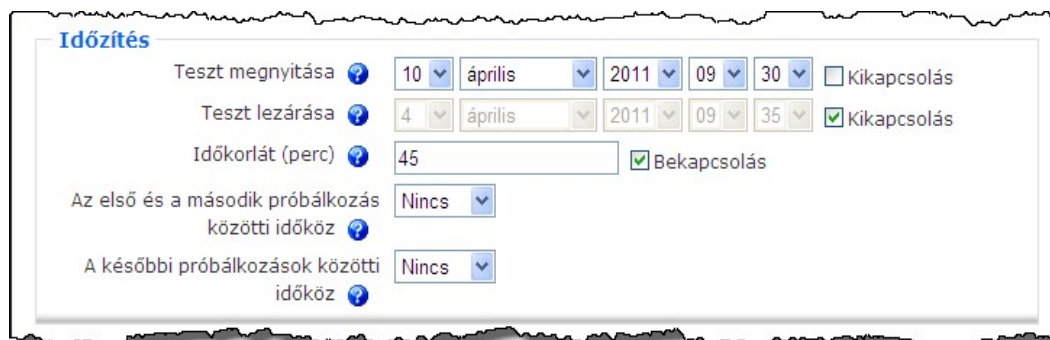 Időzítés
Teszt megnyitása 10 április 2011 09 30 Kikapcsolás
Teszt lezárása 4 április 2011 09 35 Kikapcsolás
Időkorlát (perc) 45 Bekapcsolás
Az első és a második próbálkozás Nincs
közötti időköz
A későbbi próbálkozások közötti Nincs
időköz